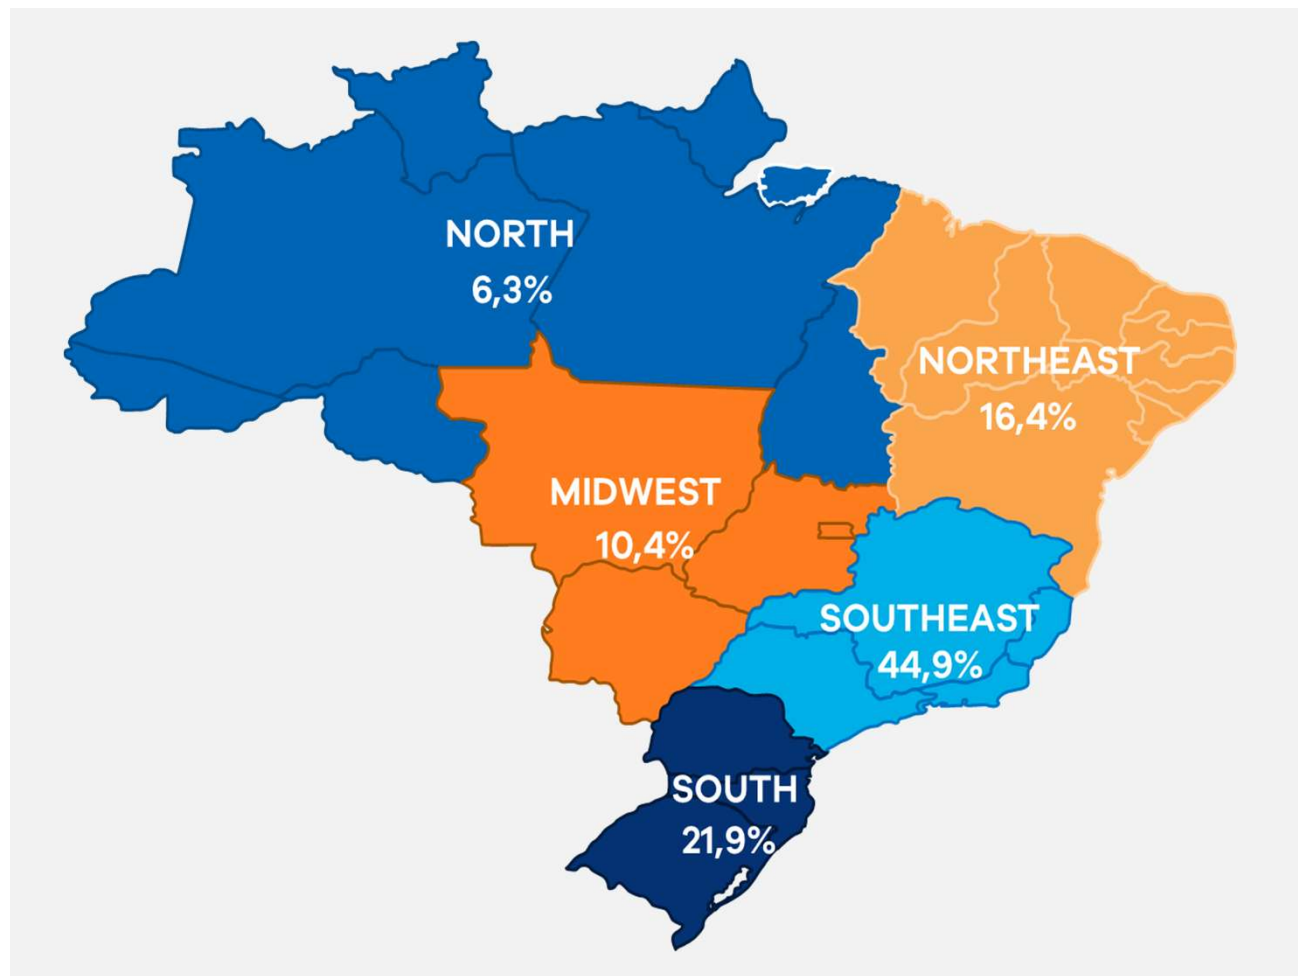 NORTH
6,3%
NORTHEAST
16,4%
MIDWEST
10,4%
SOUTHEAST
44,9%
SOUTH
21,9%